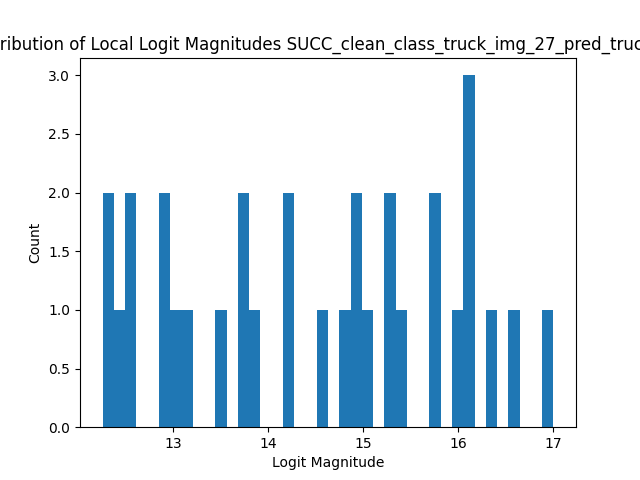 ribution of Local Logit Magnitudes SUCC_clean_class_truck_img_27_pred_truc
3.0
2.5
2.0
1.5
1.0
0.5
0.0
Count
13 14 15 16 17
Logit Magnitude